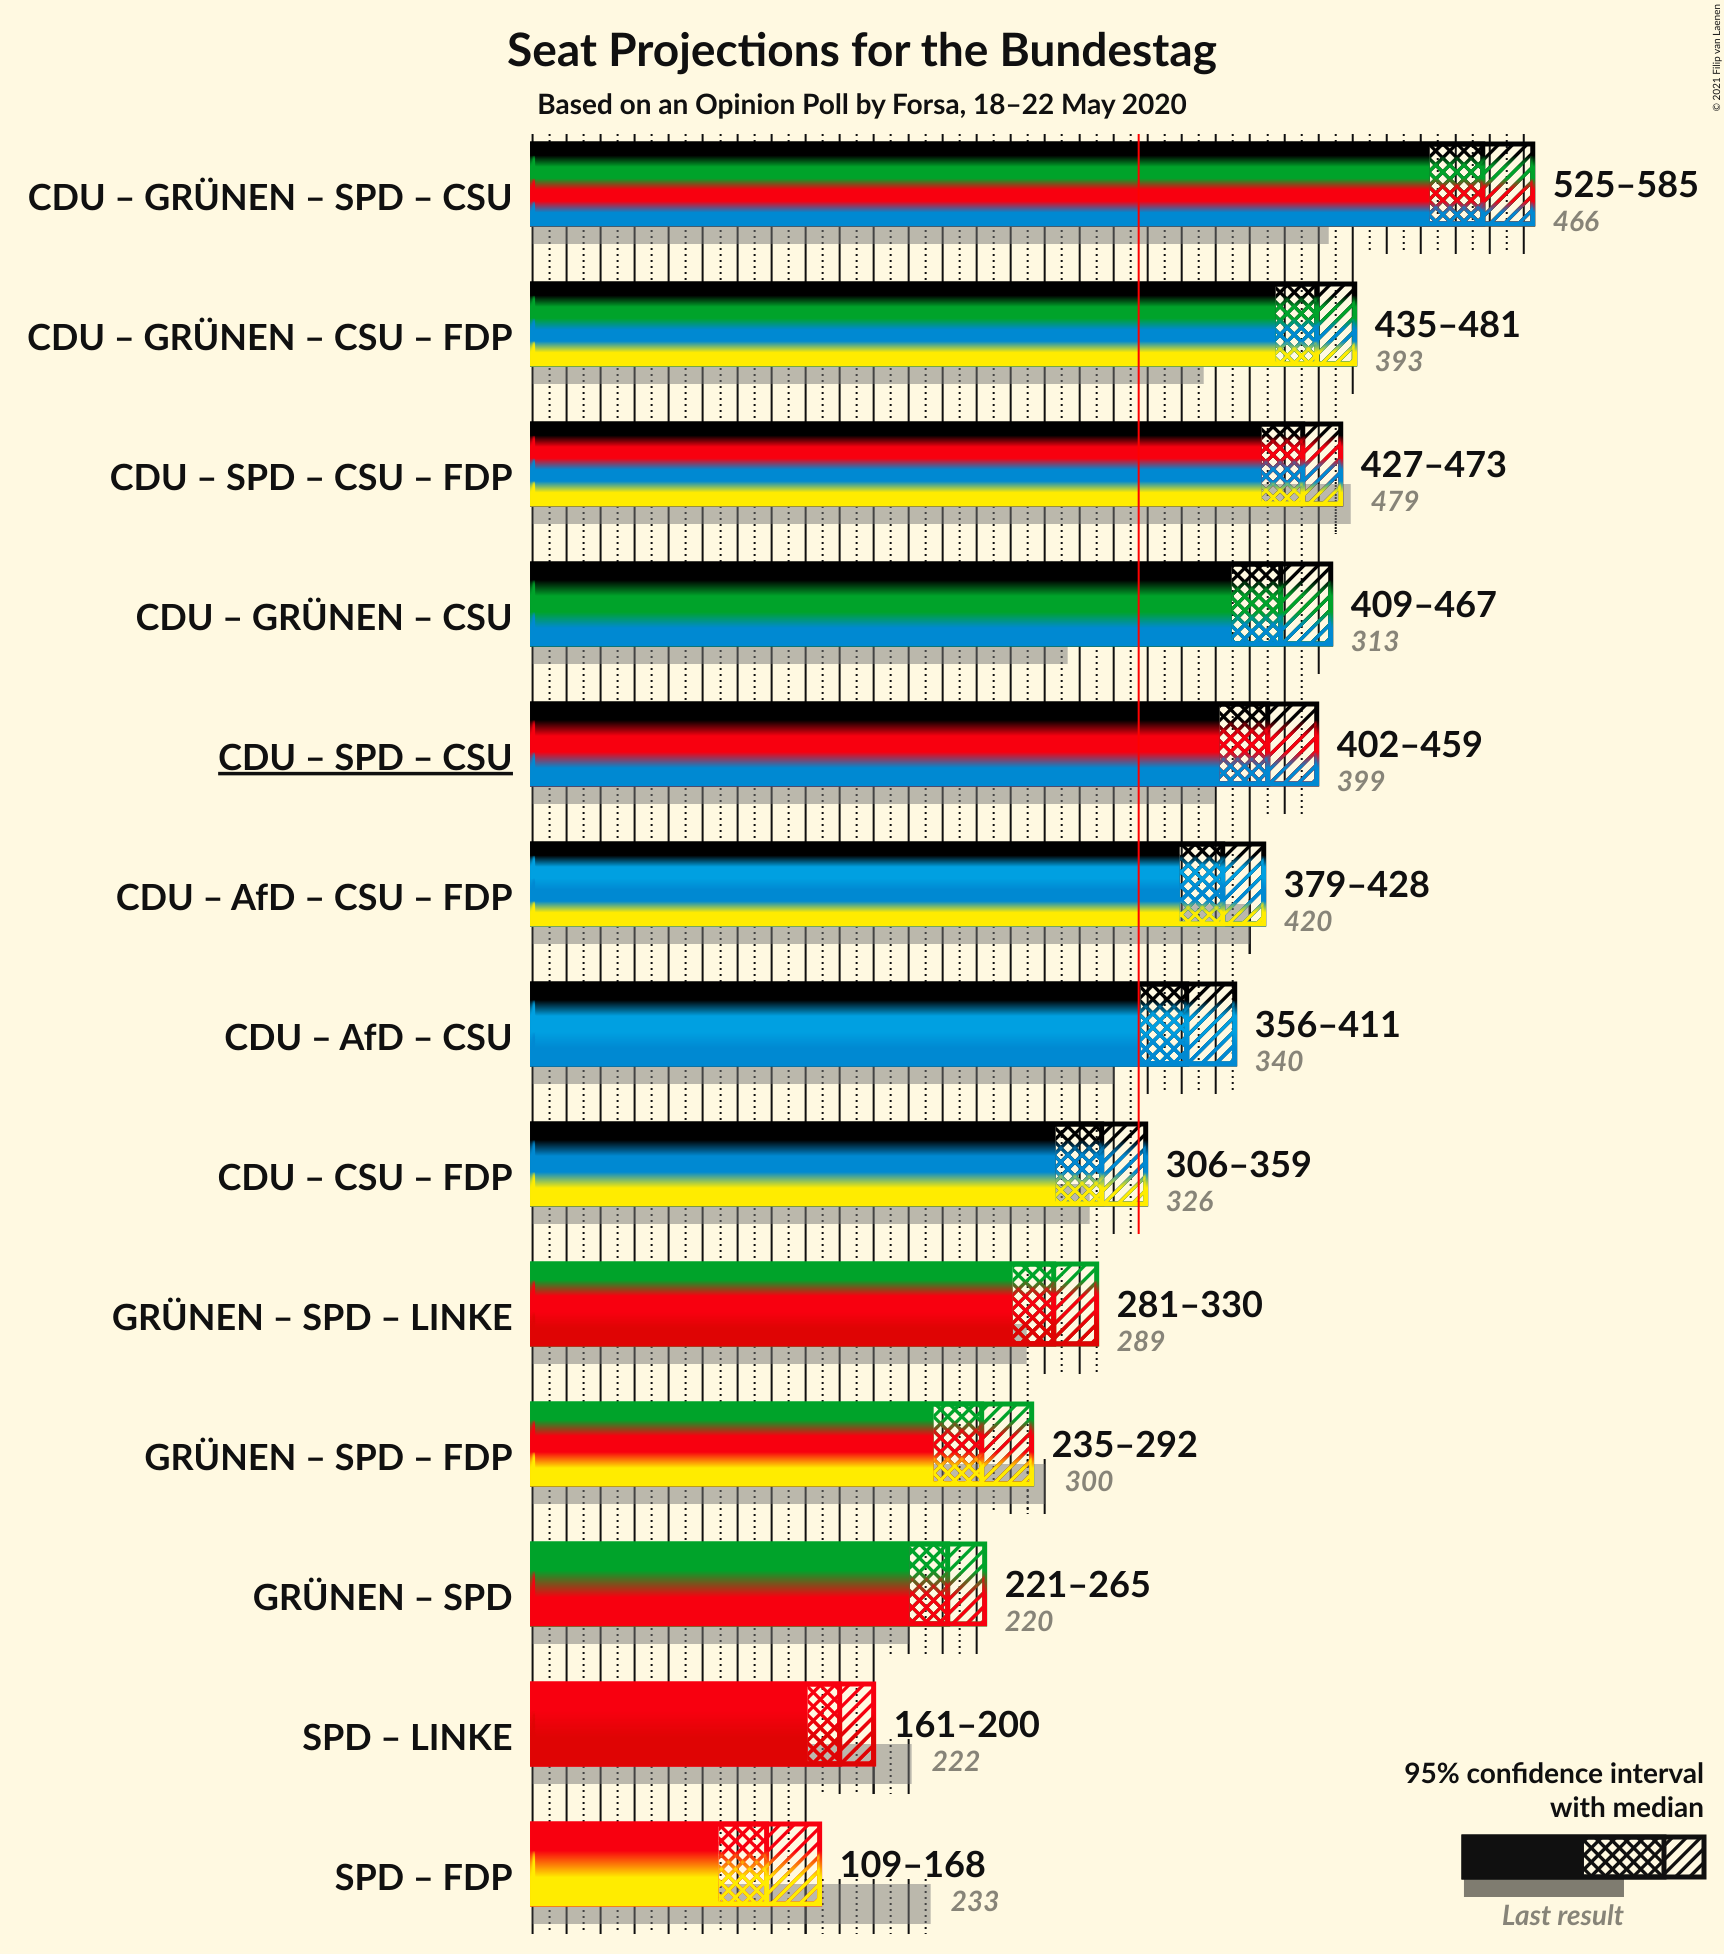 Seat Projections for the Bundestag
Based on an Opinion Poll by Forsa, 18–22 May 2020
© 2021 Filip van Laenen
CDU – GRÜNEN – SPD – CSU
525–585
466
CDU – GRÜNEN – CSU – FDP
435–481
393
CDU – SPD – CSU – FDP
427–473
479
CDU – GRÜNEN – CSU
409–467
313
CDU – SPD – CSU
402–459
399
CDU – AfD – CSU – FDP
379–428
420
CDU – AfD – CSU
356–411
340
CDU – CSU – FDP
306–359
326
GRÜNEN – SPD – LINKE
281–330
289
GRÜNEN – SPD – FDP
235–292
300
GRÜNEN – SPD
221–265
220
SPD – LINKE
161–200
222
SPD – FDP
109–168
233
95% confidence interval
with median
Last result